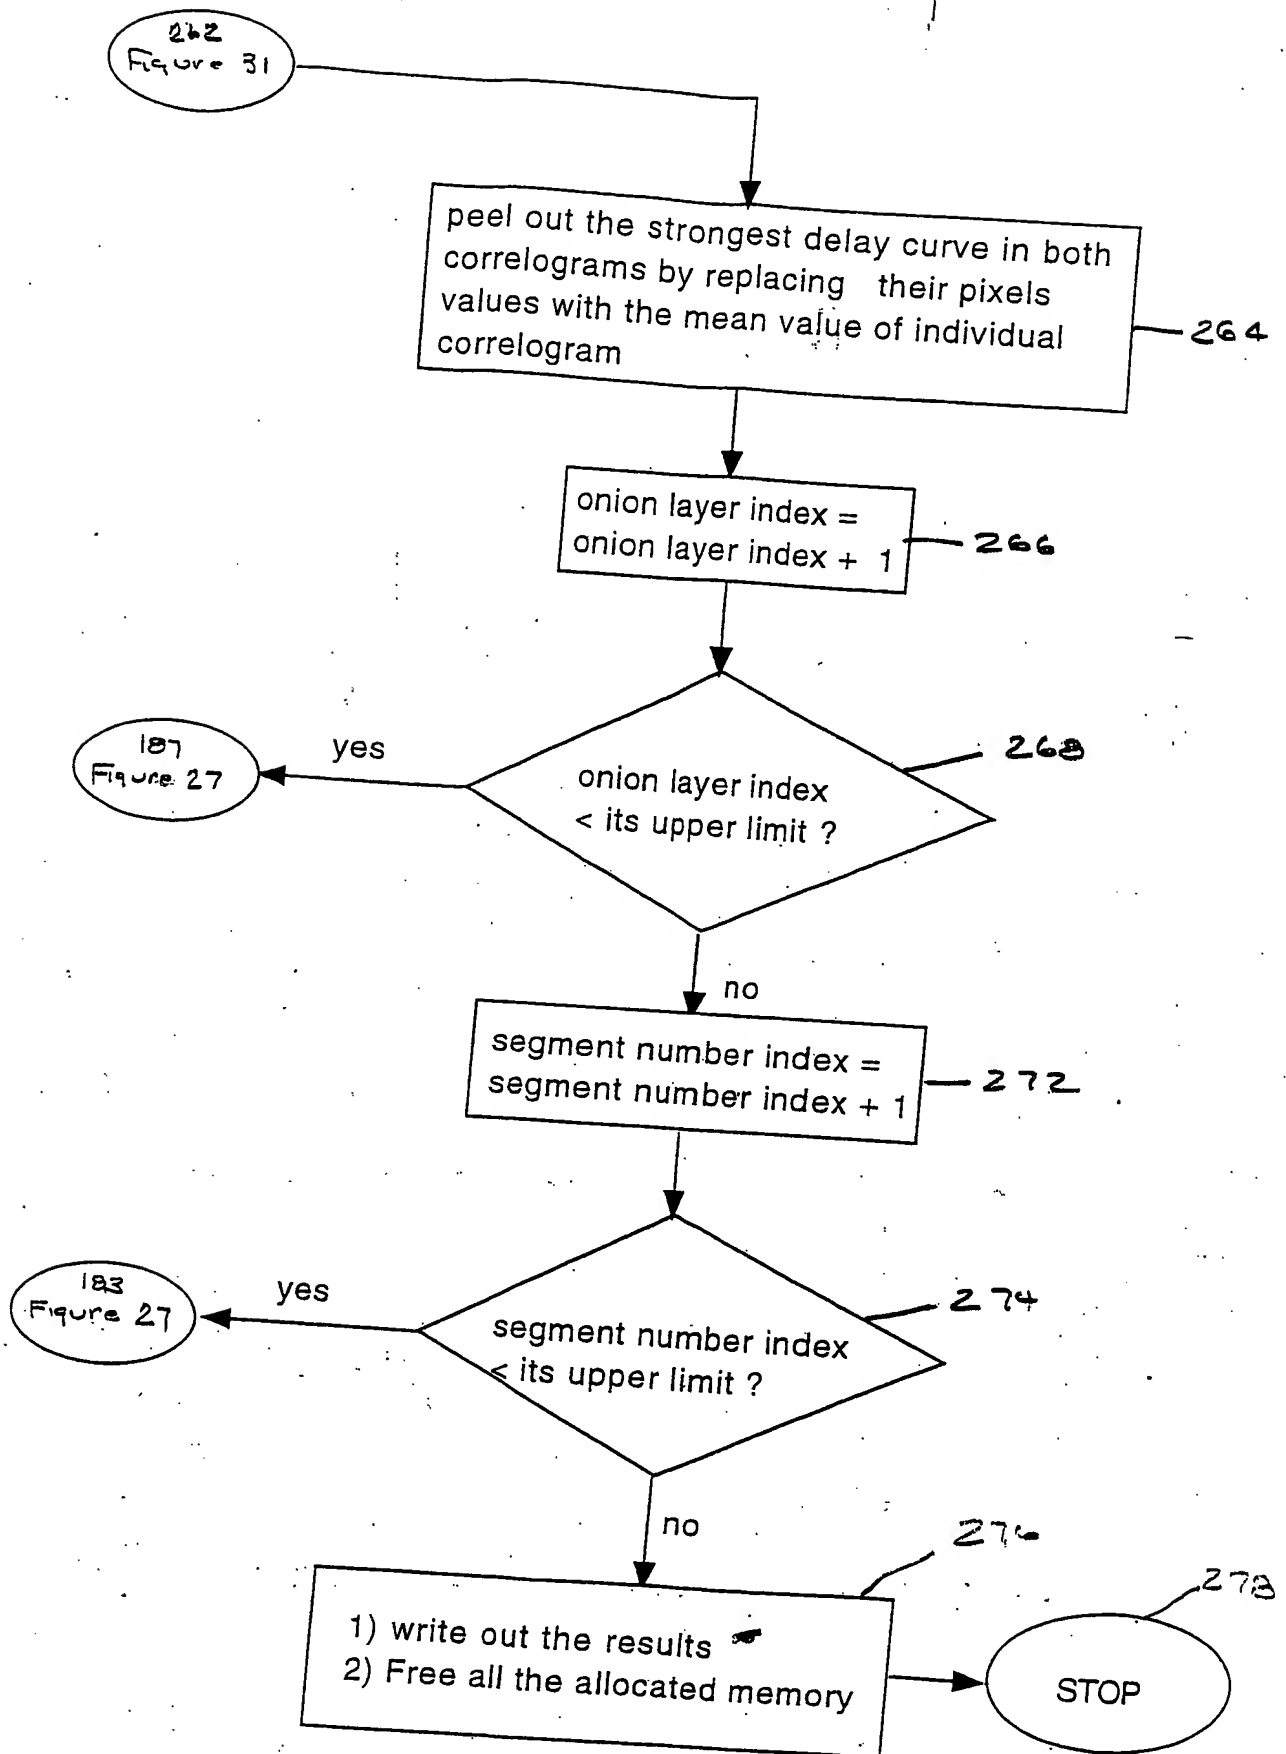 262
Figure 31
peel out the strongest delay curve in both
correlograms by replacing their pixels
values with the mean value of individual
correlogram
264
onion layer index =
onion layer index + 1
266
187
Figure 27
yes
onion layer index
< its upper limit ?
268
no
segment number index =
segment number index + 1
272
183
Figure 27
yes
segment number index
< its upper limit ?
274
no
276
278
1) write out the results
2) Free all the allocated memory
STOP